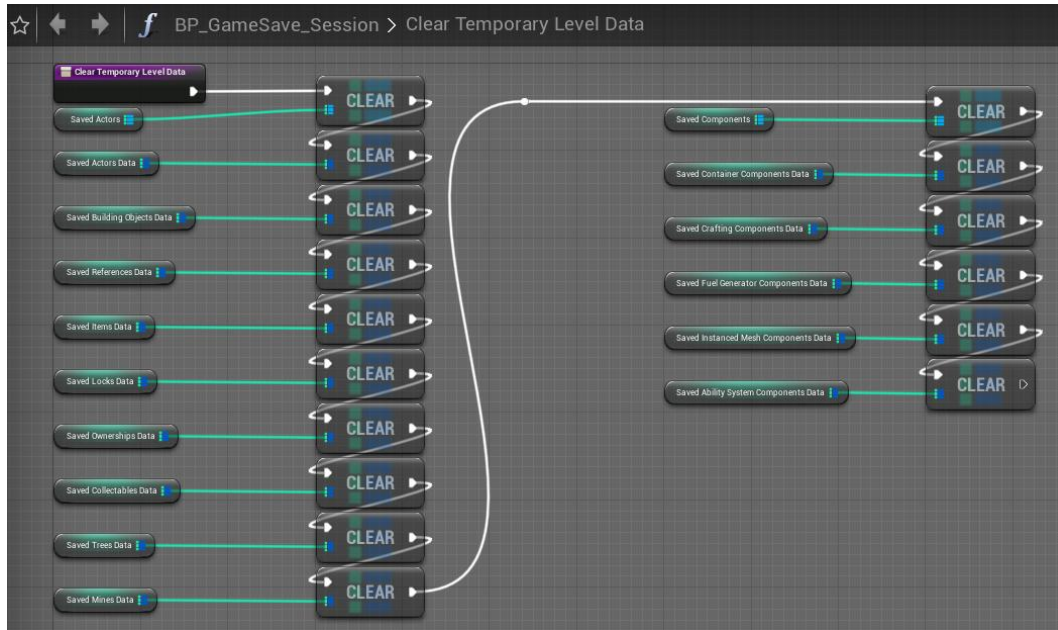 BP_GameSave_Session > Clear Temporary Level Data
Clear Temporary Level Data
Saved Actors
CLEAR
Saved Actors Data
CLEAR
Saved Building Objects Data
CLEAR
Saved References Data
CLEAR
Saved Items Data
CLEAR
Saved Locks Data
CLEAR
Saved Ownerships Data
CLEAR
Saved Collectables Data
CLEAR
Saved Trees Data
CLEAR
Saved Mines Data
CLEAR
Saved Components
CLEAR
Saved Container Components Data
CLEAR
Saved Crafting Components Data
CLEAR
Saved Fuel Generator Components Data
CLEAR
Saved Instanced Mesh Components Data
CLEAR
Saved Ability System Components Data
CLEAR